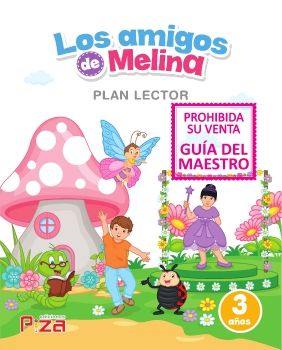 Los amigos
de Melina
PLAN LECTOR
PROHIBIDA
SU VENTA
GUÍA DEL
MAESTRO
3
años
Piza